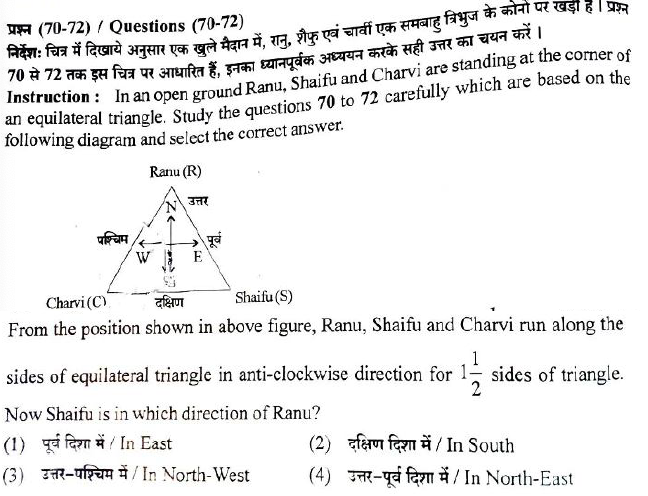 प्रश्न (70-72) / Questions (70-72)
निर्देश: चित्र में दिखाये अनुसार एक खुले मैदान में, रानु, शैफु एवं चार्वी एक समबाहु त्रिभुज के कोनो पर खड़ी है। प्रश्न
70 से 72 तक इस चित्र पर आधारित हैं, इनका ध्यानपूर्वक अध्ययन करके सही उत्तर का चयन करें ।
Instruction : In an open ground Ranu, Shaifu and Charvi are standing at the corner of
an equilateral triangle. Study the questions 70 to 72 carefully which are based on the
following diagram and select the correct answer.
Ranu (R)
N उत्तर
पश्चिम पूर्व
W E
S
Charvi (C) दक्षिण Shaifu (S)
From the position shown in above figure, Ranu, Shaifu and Charvi run along the
sides of equilateral triangle in anti-clockwise direction for 1 1/2 sides of triangle.
Now Shaifu is in which direction of Ranu?
(1) पूर्व दिशा में / In East (2) दक्षिण दिशा में / In South
(3) उत्तर-पश्चिम में / In North-West (4) उत्तर-पूर्व दिशा में / In North-East